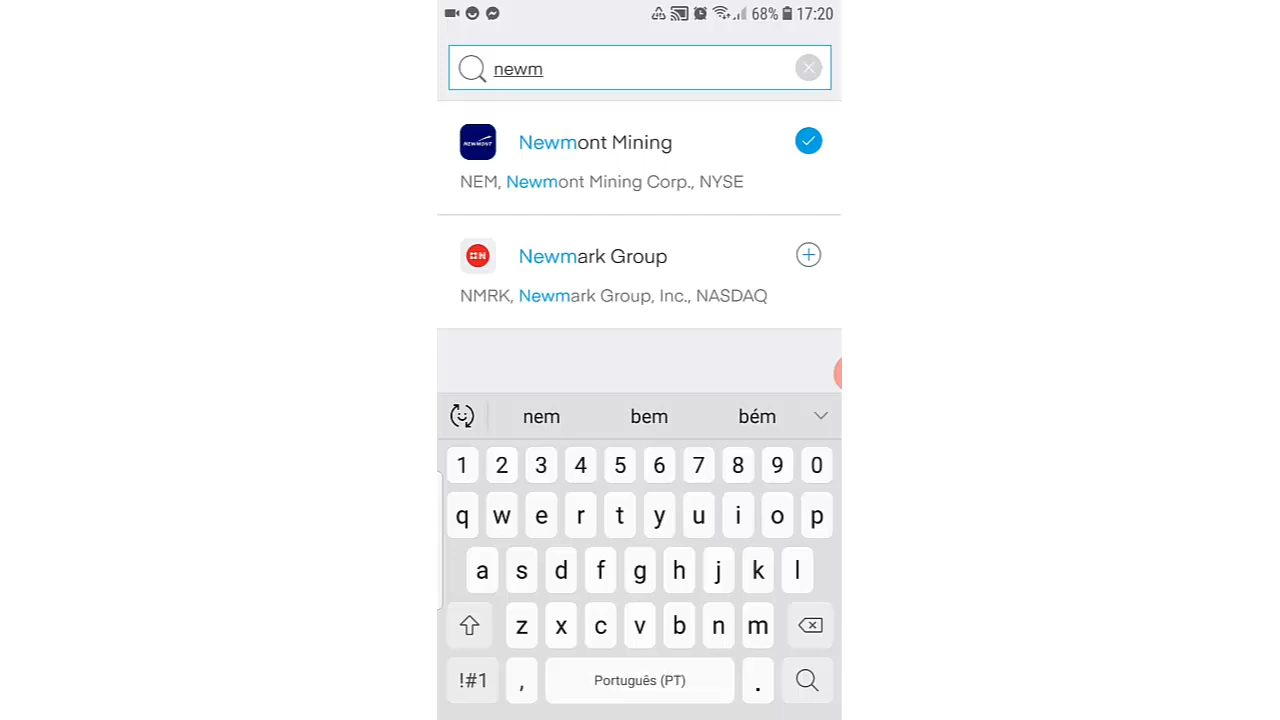 68% 17:20
newm
NEWMONT
Newmont Mining
NEM, Newmont Mining Corp., NYSE
N
Newmark Group
NMRK, Newmark Group, Inc., NASDAQ
nem bem bém
1 2 3 4 5 6 7 8 9 0
q w e r t y u i o p
a s d f g h j k l
z x c v b n m
!#1 , Português (PT) .